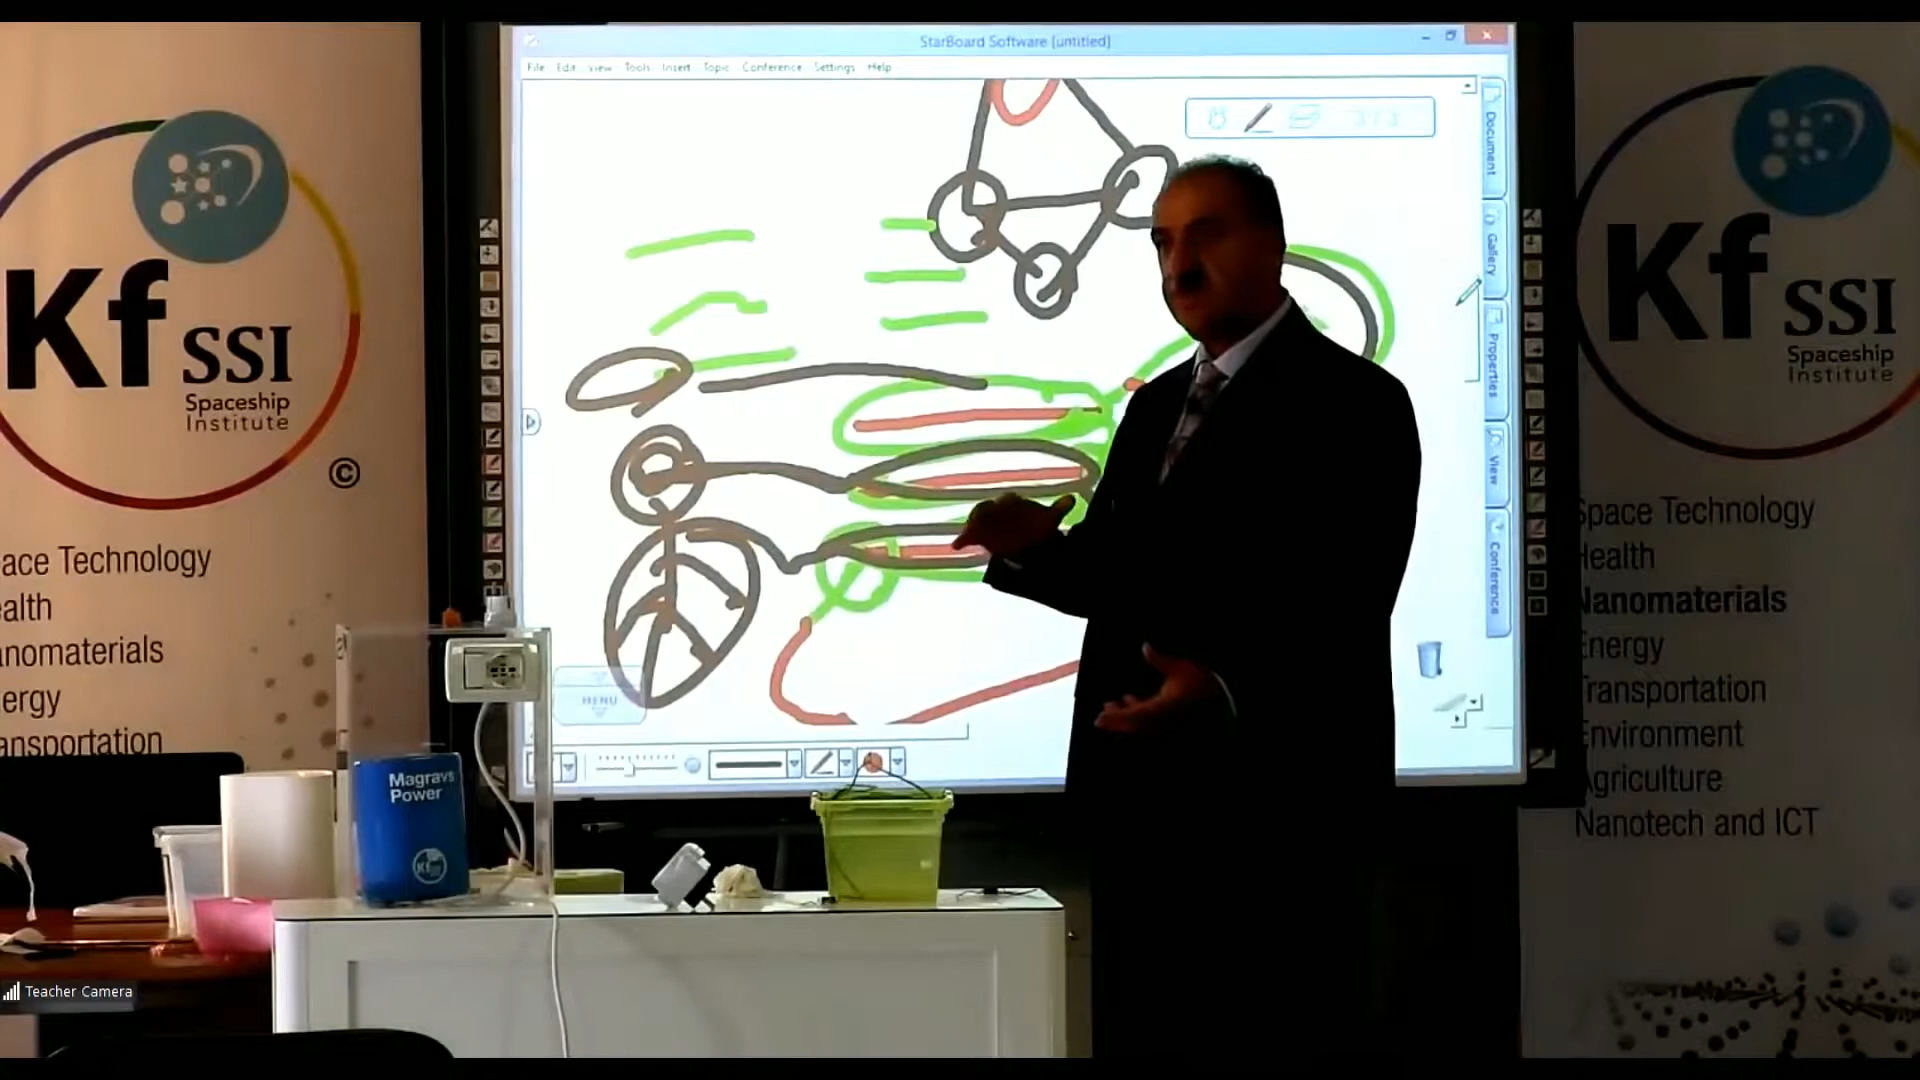 StarBoard Software [untitled]
File Edit View Tools Insert Topic Conference Settings Help
Document
Gallery
Properties
View
Conference
MENU
Kf
SSI
Spaceship
Institute
©
ace Technology
alth
anomaterials
ergy
ansportation
Magravs
Power
Kf
Teacher Camera
Kf
SSI
Spaceship
Institute
Space Technology
Health
Nanomaterials
Energy
Transportation
Environment
Agriculture
Nanotech and ICT